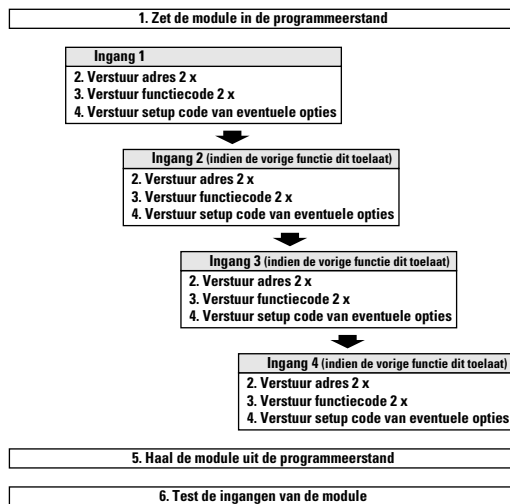 1. Zet de module in de programmeerstand
Ingang 1
2. Verstuur adres 2 x
3. Verstuur functiecode 2 x
4. Verstuur setup code van eventuele opties
Ingang 2 (indien de vorige functie dit toelaat)
2. Verstuur adres 2 x
3. Verstuur functiecode 2 x
4. Verstuur setup code van eventuele opties
Ingang 3 (indien de vorige functie dit toelaat)
2. Verstuur adres 2 x
3. Verstuur functiecode 2 x
4. Verstuur setup code van eventuele opties
Ingang 4 (indien de vorige functie dit toelaat)
2. Verstuur adres 2 x
3. Verstuur functiecode 2 x
4. Verstuur setup code van eventuele opties
5. Haal de module uit de programmeerstand
6. Test de ingangen van de module